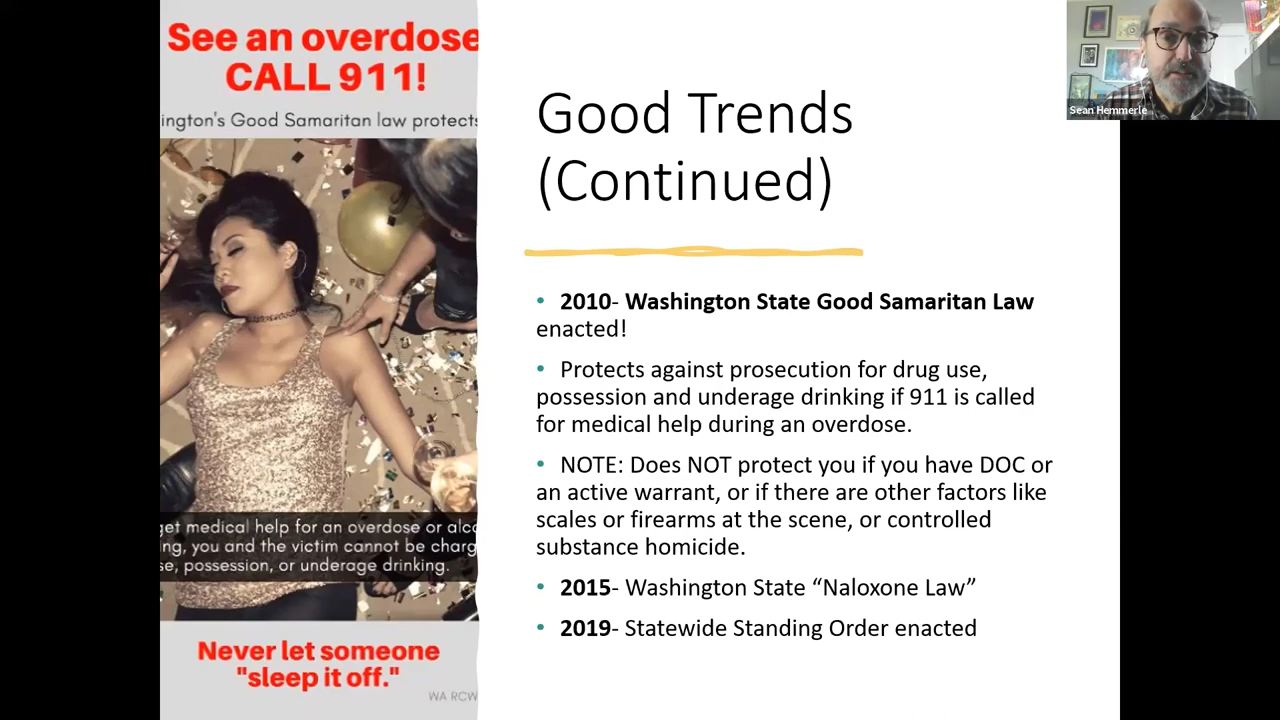 See an overdose
CALL 911!
ington's Good Samaritan law protects
get medical help for an overdose or alco
ng, you and the victim cannot be charg
se, possession, or underage drinking.
Never let someone
"sleep it off."
WA RCW
Good Trends
(Continued)
• 2010- Washington State Good Samaritan Law
enacted!
• Protects against prosecution for drug use,
possession and underage drinking if 911 is called
for medical help during an overdose.
• NOTE: Does NOT protect you if you have DOC or
an active warrant, or if there are other factors like
scales or firearms at the scene, or controlled
substance homicide.
• 2015- Washington State “Naloxone Law”
• 2019- Statewide Standing Order enacted
Sean Hemmerle